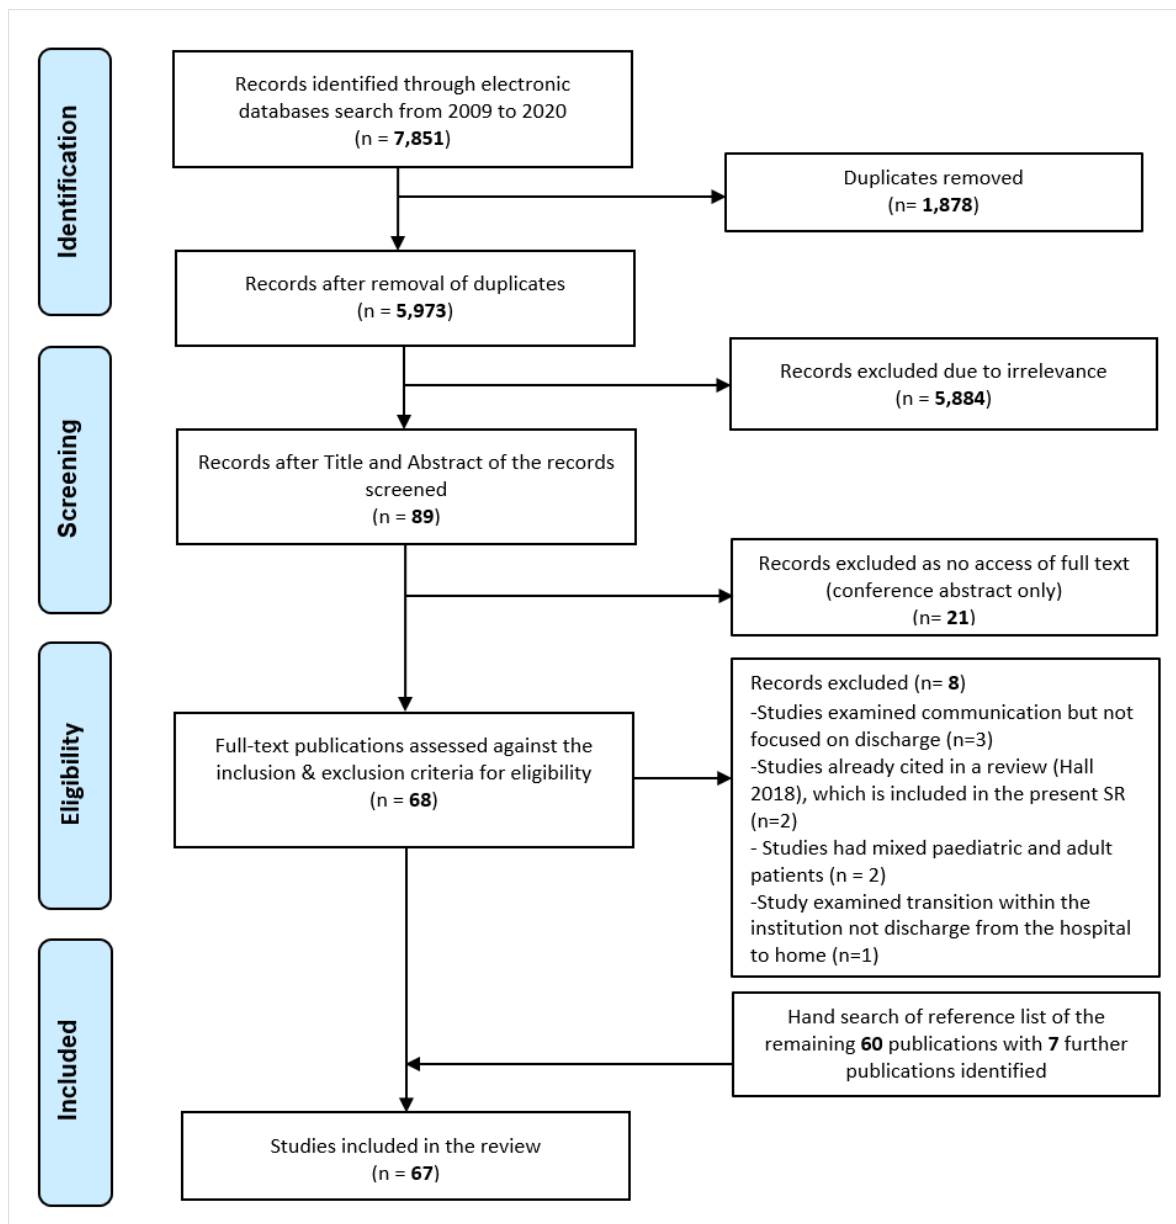 Identification
Records identified through electronic
databases search from 2009 to 2020
(n = 7,851)
Duplicates removed
(n= 1,878)
Records after removal of duplicates
(n = 5,973)
Screening
Records excluded due to irrelevance
(n = 5,884)
Records after Title and Abstract of the records
screened
(n = 89)
Records excluded as no access of full text
(conference abstract only)
(n= 21)
Eligibility
Full-text publications assessed against the
inclusion & exclusion criteria for eligibility
(n = 68)
Records excluded (n= 8)
-Studies examined communication but not
focused on discharge (n=3)
-Studies already cited in a review (Hall
2018), which is included in the present SR
(n=2)
- Studies had mixed paediatric and adult
patients (n = 2)
-Study examined transition within the
institution not discharge from the hospital
to home (n=1)
Included
Hand search of reference list of the
remaining 60 publications with 7 further
publications identified
Studies included in the review
(n = 67)